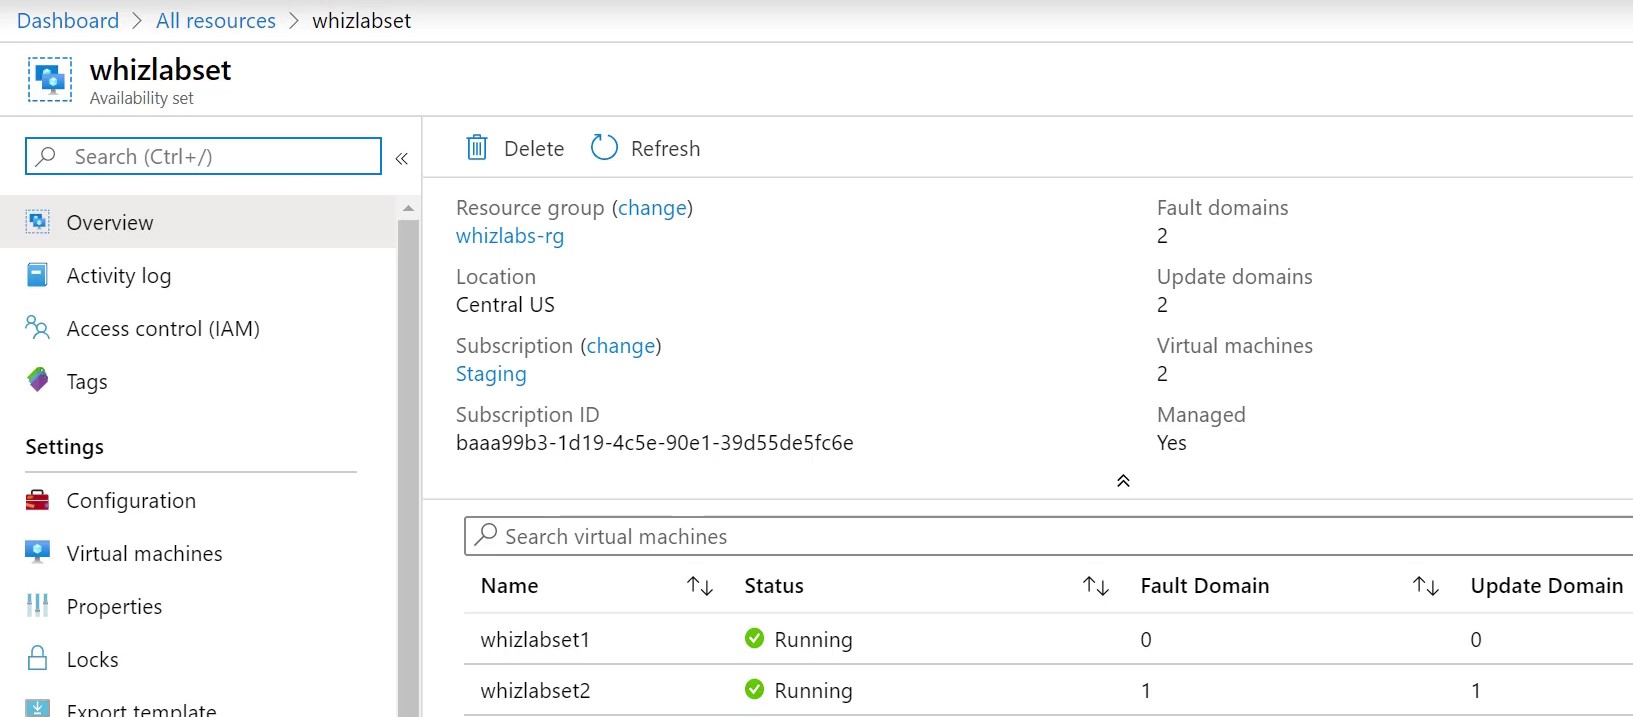 Dashboard > All resources > whizlabset
whizlabset
Availability set
Search (Ctrl+/)
«
Overview
Activity log
Access control (IAM)
Tags
Settings
Configuration
Virtual machines
Properties
Locks
Export template
Delete Refresh
Resource group (change)
whizlabs-rg
Location
Central US
Subscription (change)
Staging
Subscription ID
baaa99b3-1d19-4c5e-90e1-39d55de5fc6e
Fault domains
2
Update domains
2
Virtual machines
2
Managed
Yes
Search virtual machines
Name Status Fault Domain Update Domain
whizlabset1 Running 0 0
whizlabset2 Running 1 1